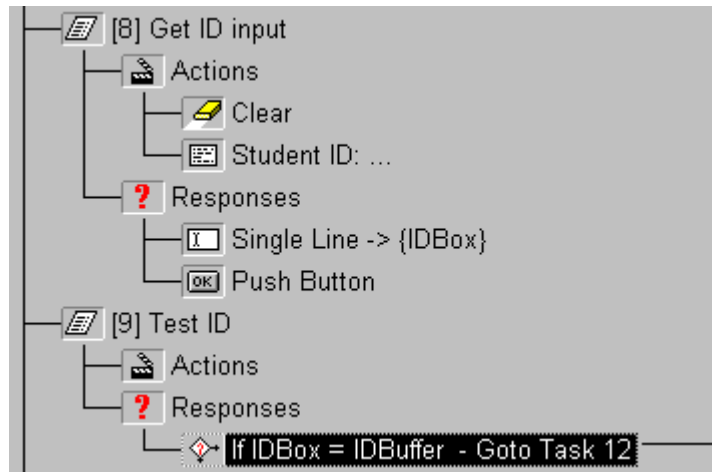 [8] Get ID input
Actions
Clear
Student ID: ...
? Responses
Single Line -> {IDBox}
OK Push Button
[9] Test ID
Actions
? Responses
? If IDBox = IDBuffer - Goto Task 12